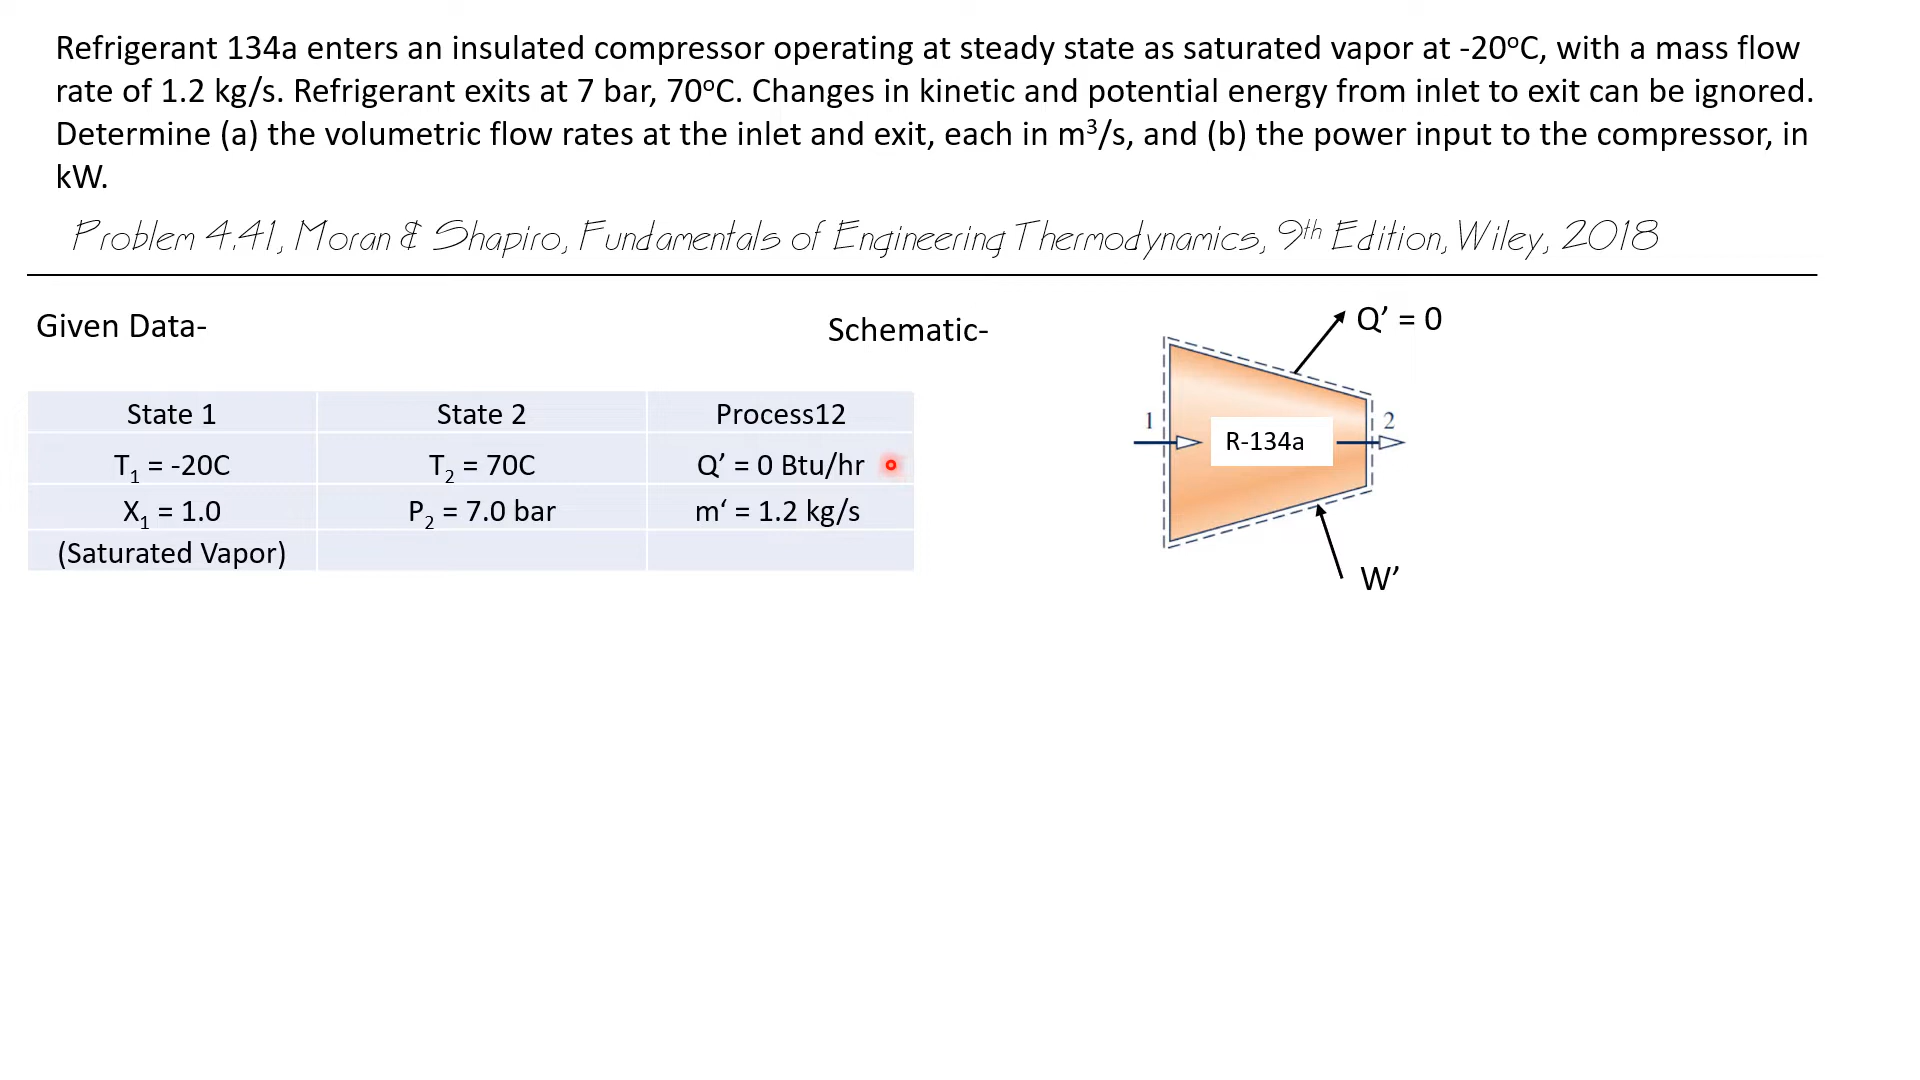 Refrigerant 134a enters an insulated compressor operating at steady state as saturated vapor at -20ᵒC, with a mass flow
rate of 1.2 kg/s. Refrigerant exits at 7 bar, 70ᵒC. Changes in kinetic and potential energy from inlet to exit can be ignored.
Determine (a) the volumetric flow rates at the inlet and exit, each in m³/s, and (b) the power input to the compressor, in
kW.
Problem 4.41, Moran & Shapiro, Fundamentals of Engineering Thermodynamics, 9th Edition, Wiley, 2018
Given Data-
Schematic-
Q’ = 0
State 1 State 2 Process12
T₁ = -20C T₂ = 70C Q’ = 0 Btu/hr
X₁ = 1.0 P₂ = 7.0 bar m‘ = 1.2 kg/s
(Saturated Vapor)
1
R-134a
2
W’